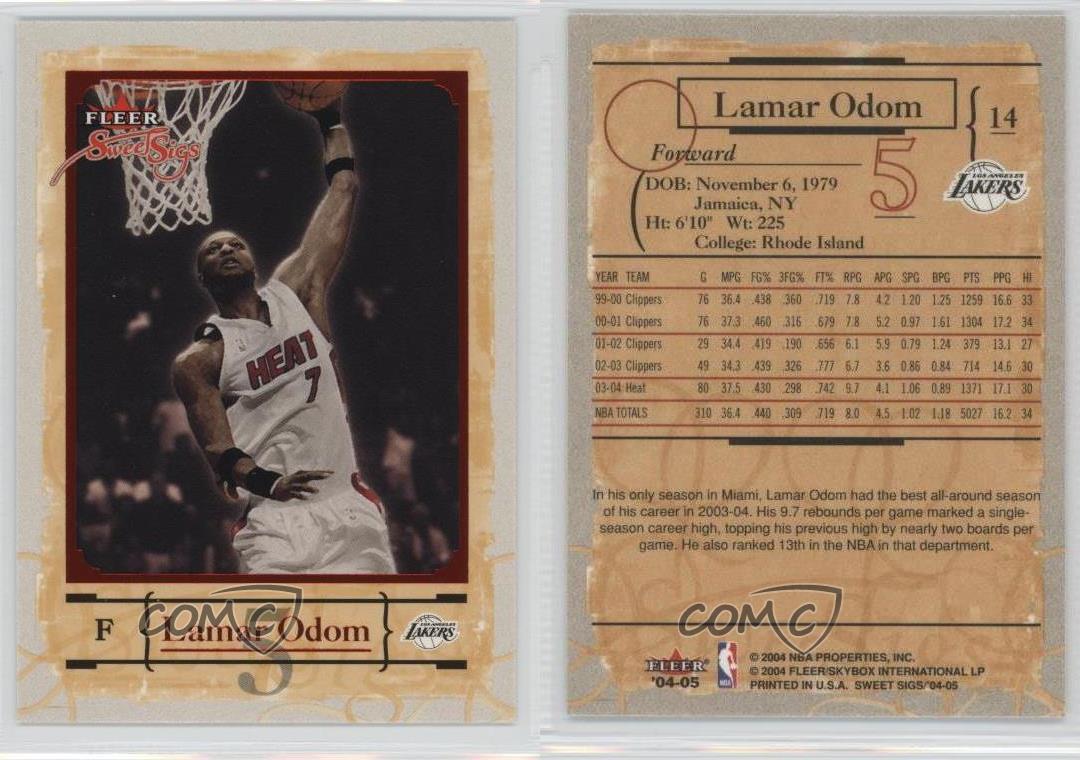 FLEER
Sweet Sigs
HEAT
7
F
5
Lamar Odom
LOS ANGELES
LAKERS
COMC
Lamar Odom
14
Forward
5
LOS ANGELES
LAKERS
DOB: November 6, 1979
Jamaica, NY
Ht: 6'10" Wt: 225
College: Rhode Island
YEAR TEAM G MPG FG% 3FG% FT% RPG APG SPG BPG PTS PPG HI
99-00 Clippers 76 36.4 .438 .360 .719 7.8 4.2 1.20 1.25 1259 16.6 33
00-01 Clippers 76 37.3 .460 .316 .679 7.8 5.2 0.97 1.61 1304 17.2 34
01-02 Clippers 29 34.4 .419 .190 .656 6.1 5.9 0.79 1.24 379 13.1 27
02-03 Clippers 49 34.3 .439 .326 .777 6.7 3.6 0.86 0.84 714 14.6 30
03-04 Heat 80 37.5 .430 .298 .742 9.7 4.1 1.06 0.89 1371 17.1 30
NBA TOTALS 310 36.4 .440 .309 .719 8.0 4.5 1.02 1.18 5027 16.2 34
In his only season in Miami, Lamar Odom had the best all-around season
of his career in 2003-04. His 9.7 rebounds per game marked a single-
season career high, topping his previous high by nearly two boards per
game. He also ranked 13th in the NBA in that department.
COMC
FLEER
'04-05
NBA
© 2004 NBA PROPERTIES, INC.
© 2004 FLEER/SKYBOX INTERNATIONAL LP
PRINTED IN U.S.A. SWEET SIGS/'04-05